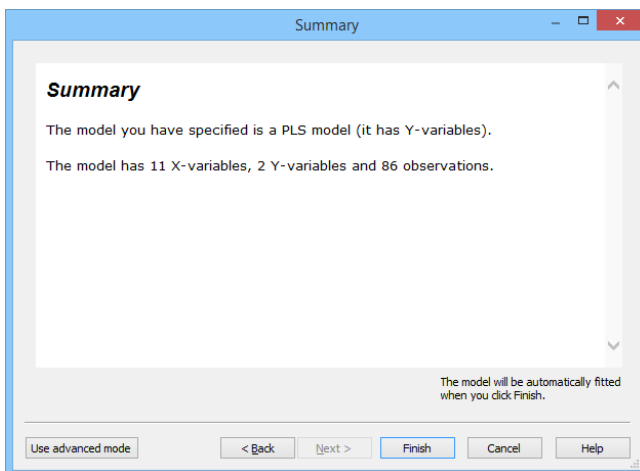 Summary
Summary
The model you have specified is a PLS model (it has Y-variables).
The model has 11 X-variables, 2 Y-variables and 86 observations.
The model will be automatically fitted
when you click Finish.
Use advanced mode
< Back
Next >
Finish
Cancel
Help